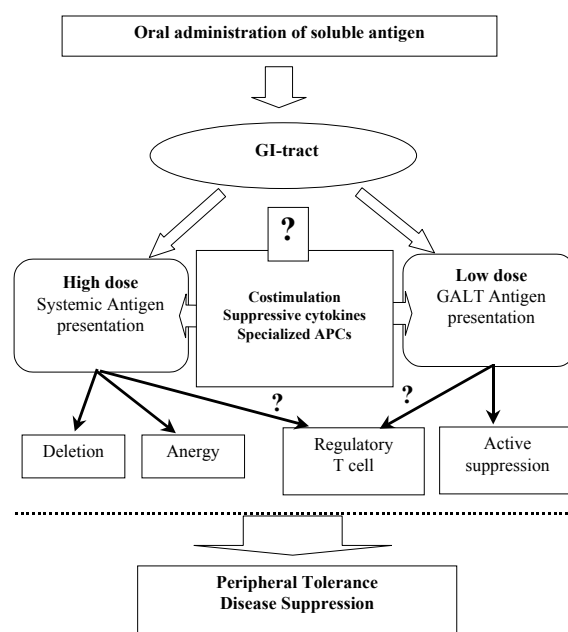 Oral administration of soluble antigen
GI-tract
?
High dose
Systemic Antigen
presentation
Costimulation
Suppressive cytokines
Specialized APCs
Low dose
GALT Antigen
presentation
?
?
Deletion
Anergy
Regulatory
T cell
Active
suppression
Peripheral Tolerance
Disease Suppression